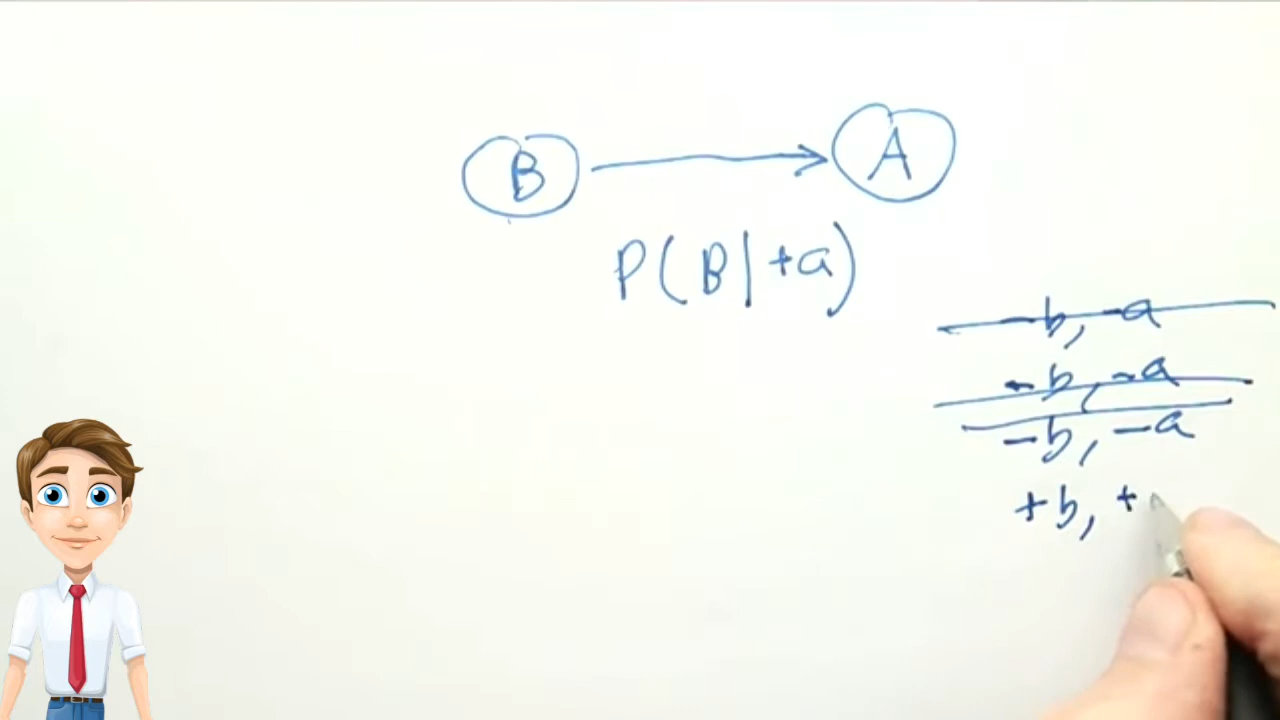 B
A
P(B|+a)
-b, -a
-b, -a
-b, -a
+b, +